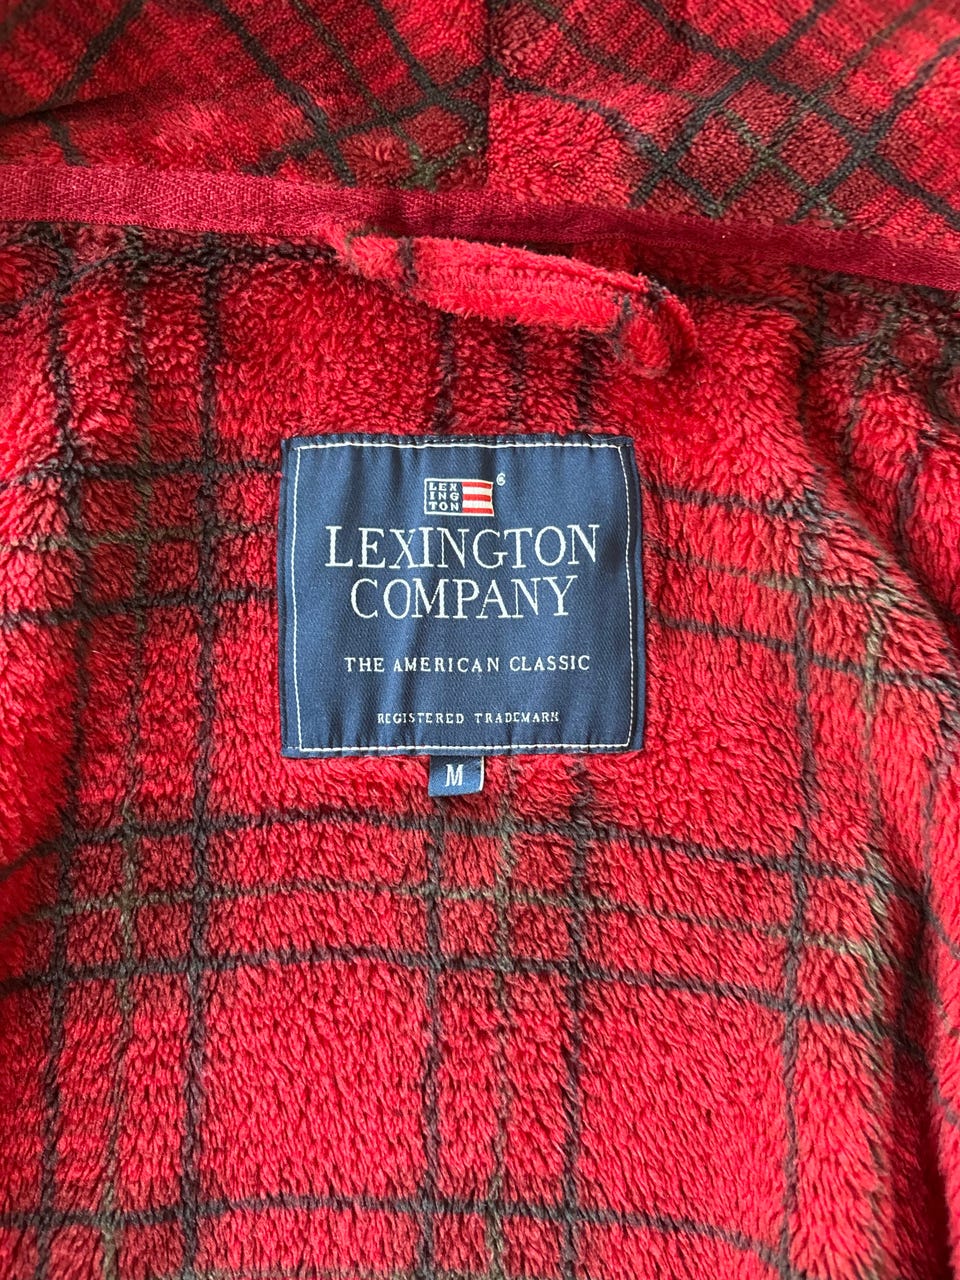 LEX
ING
TON
®
LEXINGTON
COMPANY
THE AMERICAN CLASSIC
REGISTERED TRADEMARK
M